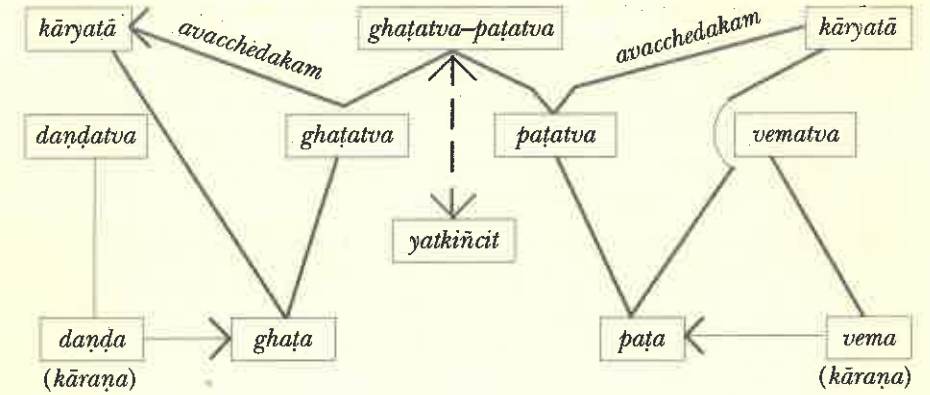 kāryatā
avacchedakam
ghaṭatva–paṭatva
avacchedakam
kāryatā
daṇḍatva
ghaṭatva
paṭatva
vematva
yatkiñcit
daṇḍa
ghaṭa
paṭa
vema
(kāraṇa)
(kāraṇa)